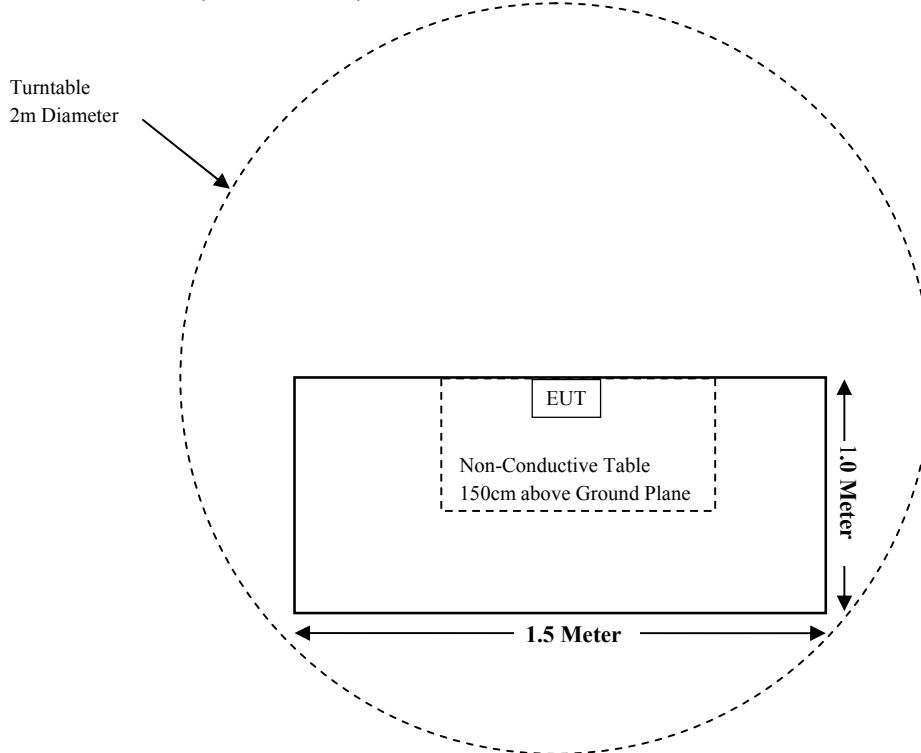 Turntable
2m Diameter
EUT
Non-Conductive Table
150cm above Ground Plane
1.0 Meter
1.5 Meter